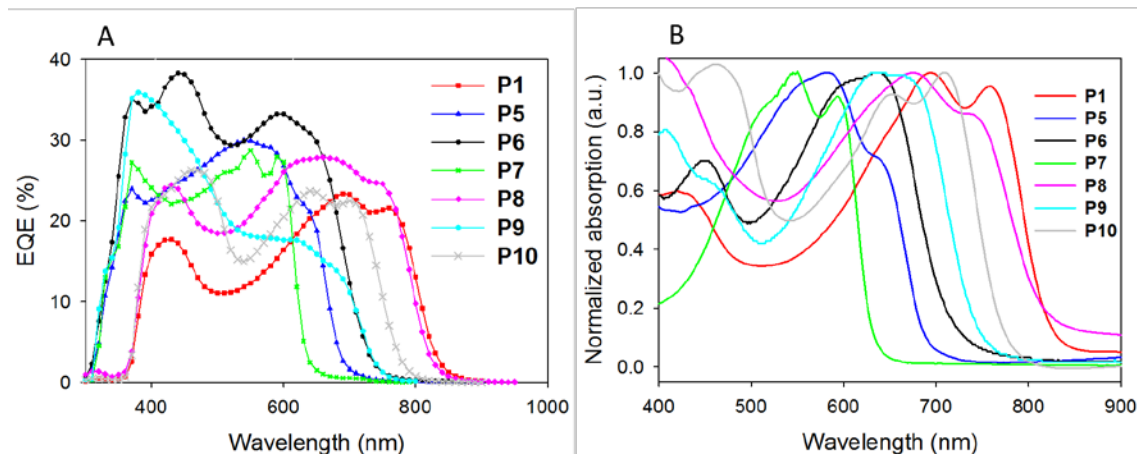 A
EQE (%)
40
30
20
10
0
400
600
800
1000
Wavelength (nm)
P1
P5
P6
P7
P8
P9
P10
B
Normalized absorption (a.u.)
1.0
0.8
0.6
0.4
0.2
0.0
400
500
600
700
800
900
Wavelength (nm)
P1
P5
P6
P7
P8
P9
P10